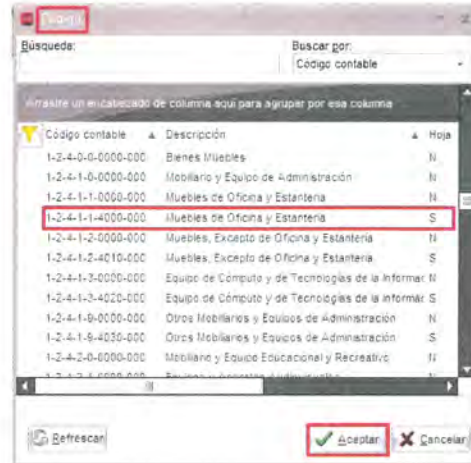 Búsqueda:
Buscar por:
Código contable
Arrastre un encabezado de columna aquí para agrupar por esa columna
Código contable Descripción Hoja
1-2-4-0-0-0000-000 Bienes Muebles N
1-2-4-1-0-0000-000 Mobiliario y Equipo de Administración N
1-2-4-1-1-0000-000 Muebles de Oficina y Estantería N
1-2-4-1-1-4000-000 Muebles de Oficina y Estantería S
1-2-4-1-2-0000-000 Muebles, Excepto de Oficina y Estantería N
1-2-4-1-2-4010-000 Muebles, Excepto de Oficina y Estantería S
1-2-4-1-3-0000-000 Equipo de Cómputo y de Tecnologías de la Informac N
1-2-4-1-3-4020-000 Equipo de Cómputo y de Tecnologías de la Informac S
1-2-4-1-9-0000-000 Otros Mobiliarios y Equipos de Administración N
1-2-4-1-9-4030-000 Otros Mobiliarios y Equipos de Administración S
1-2-4-2-0-0000-000 Mobiliario y Equipo Educacional y Recreativo N
Refrescar
Aceptar
Cancelar